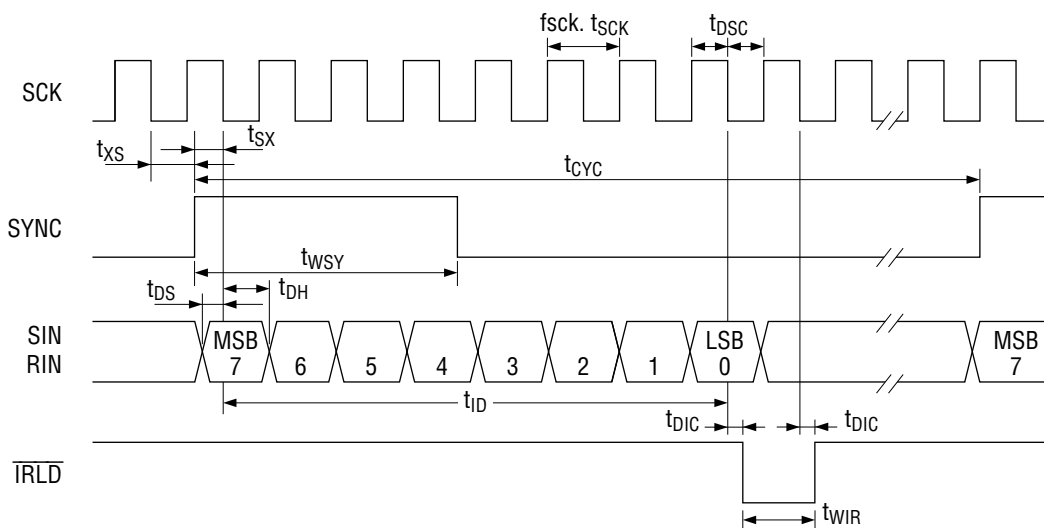 fsck. tSCK
tDSC
SCK
tSX
tXS
tCYC
SYNC
tWSY
tDS
tDH
SIN
RIN
MSB
7
6
5
4
3
2
1
LSB
0
MSB
7
tID
tDIC
tDIC
IRLD
tWIR